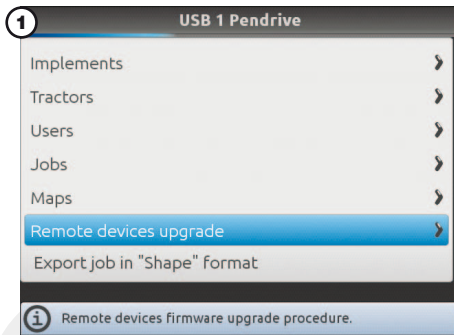 1
USB 1 Pendrive
Implements
Tractors
Users
Jobs
Maps
Remote devices upgrade
Export job in "Shape" format
i Remote devices firmware upgrade procedure.